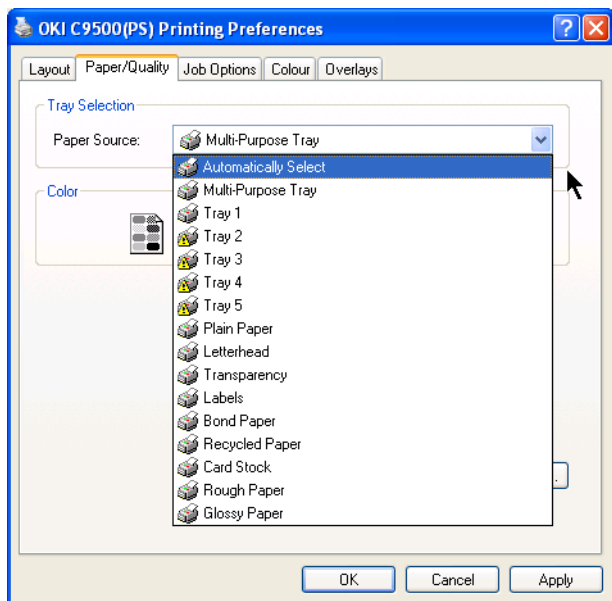 OKI C9500(PS) Printing Preferences
Layout Paper/Quality Job Options Colour Overlays
Tray Selection
Paper Source: Multi-Purpose Tray
Automatically Select
Color
Multi-Purpose Tray
Tray 1
Tray 2
Tray 3
Tray 4
Tray 5
Plain Paper
Letterhead
Transparency
Labels
Bond Paper
Recycled Paper
Card Stock
Rough Paper
Glossy Paper
OK Cancel Apply